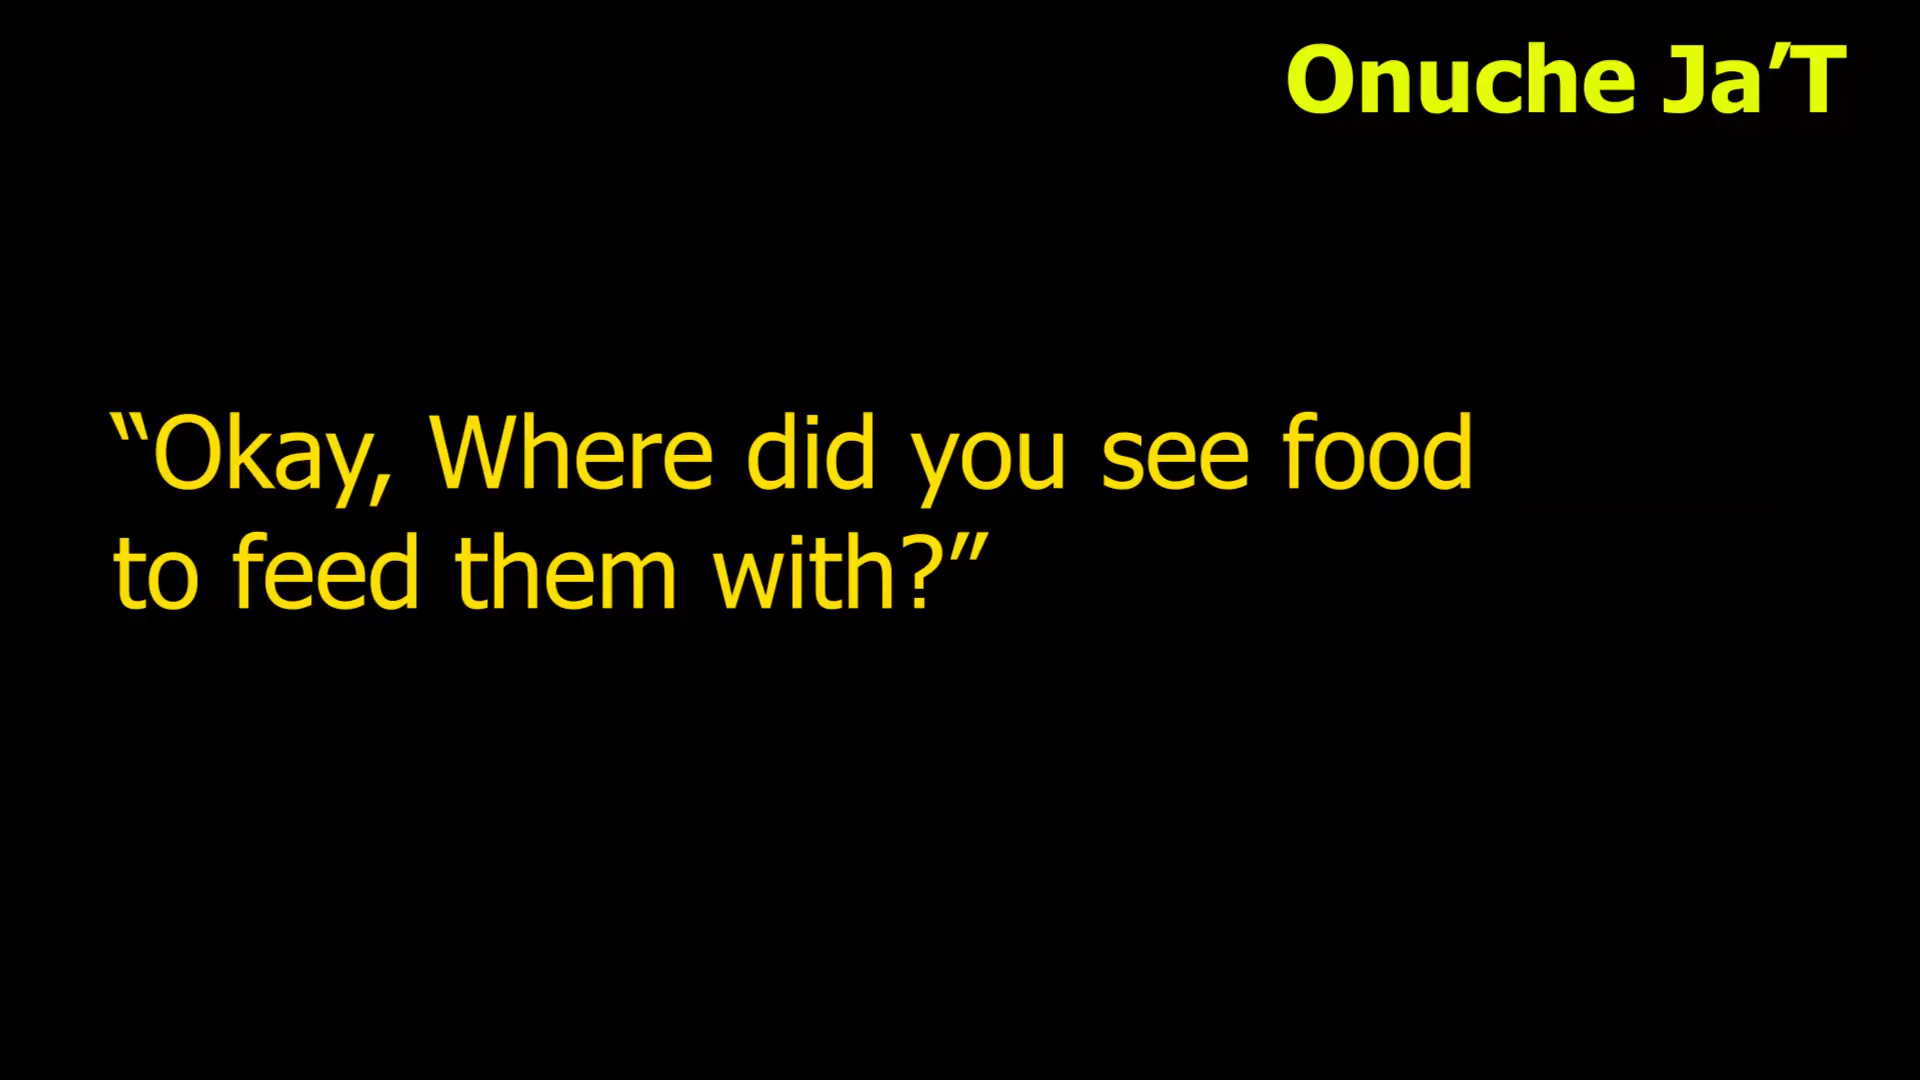 Onuche Ja’T
“Okay, Where did you see food
to feed them with?”